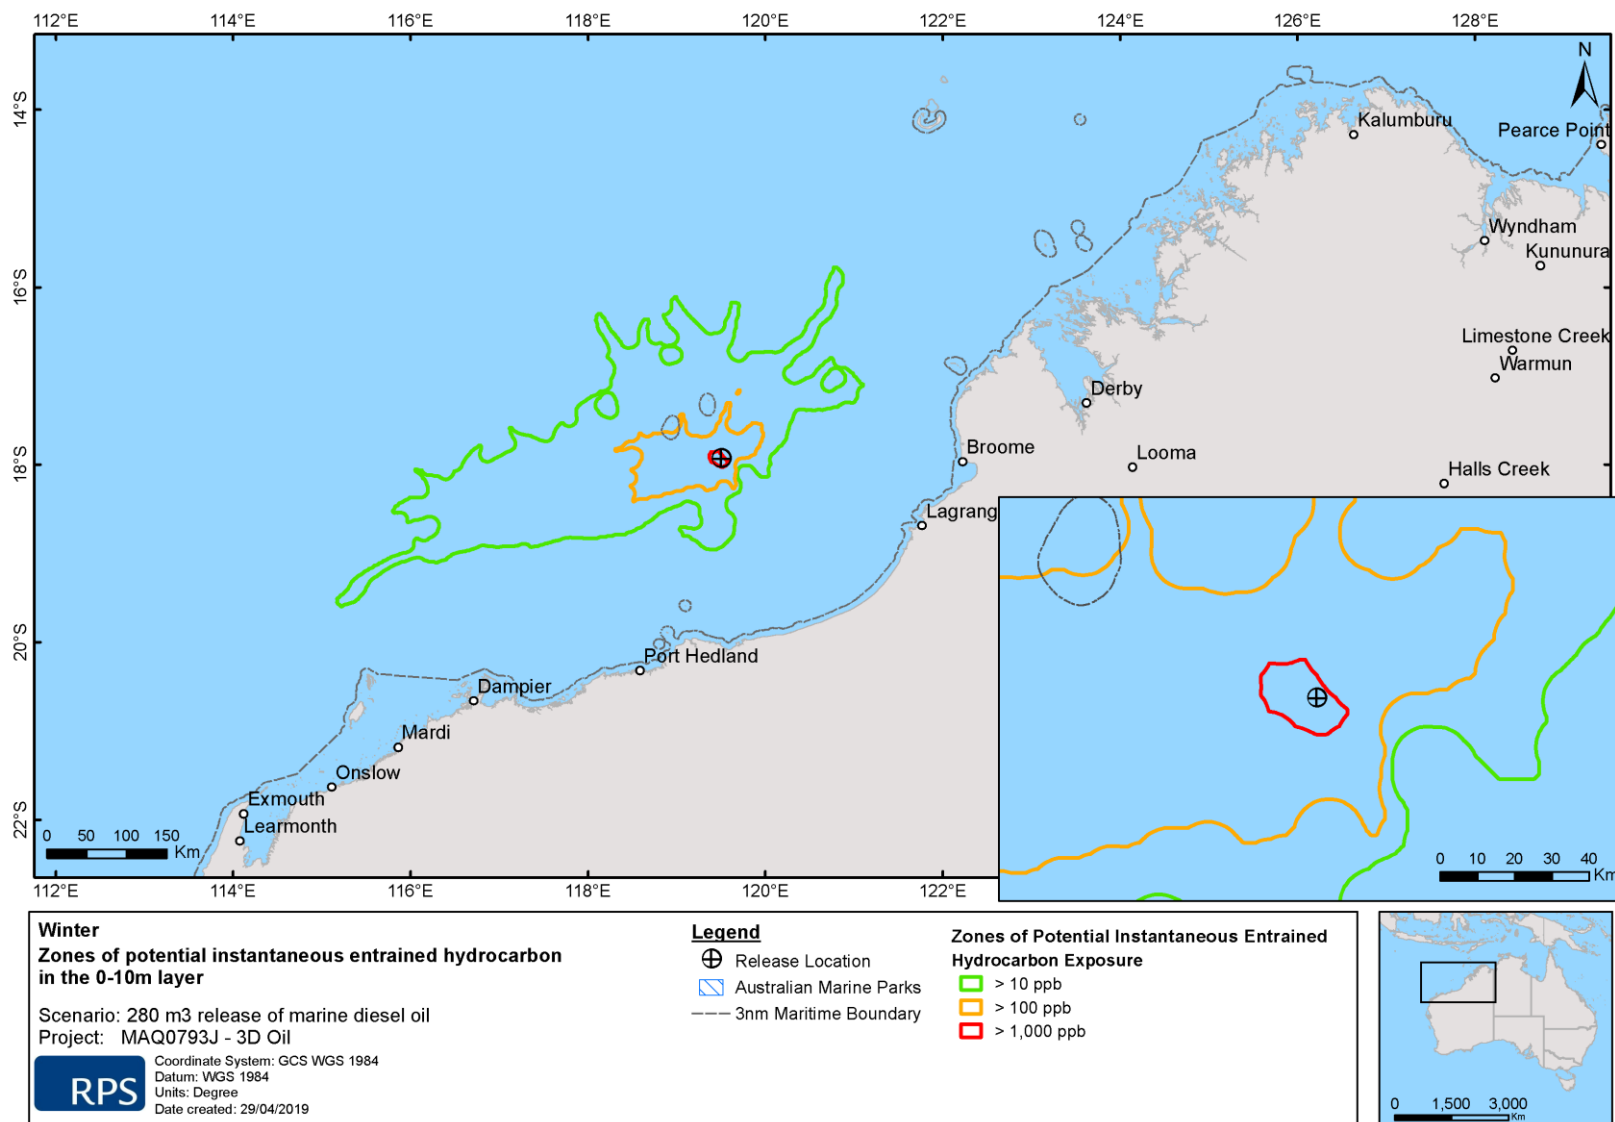 112°E 114°E 116°E 118°E 120°E 122°E 124°E 126°E 128°E
N
14°S
Kalumburu
Pearce Point
Wyndham
Kununura
16°S
Limestone Creek
Warmun
Derby
Broome
Looma
18°S
Halls Creek
Lagrang
20°S
Port Hedland
Dampier
Mardi
Onslow
Exmouth
22°S
Learmonth
0 50 100 150
Km
0 10 20 30 40
Km
112°E 114°E 116°E 118°E 120°E 122°E
Winter
Zones of potential instantaneous entrained hydrocarbon
in the 0-10m layer
Scenario: 280 m3 release of marine diesel oil
Project: MAQ0793J - 3D Oil
RPS
Coordinate System: GCS WGS 1984
Datum: WGS 1984
Units: Degree
Date created: 29/04/2019
Legend
Release Location
Australian Marine Parks
3nm Maritime Boundary
Zones of Potential Instantaneous Entrained
Hydrocarbon Exposure
> 10 ppb
> 100 ppb
> 1,000 ppb
0 1,500 3,000
Km